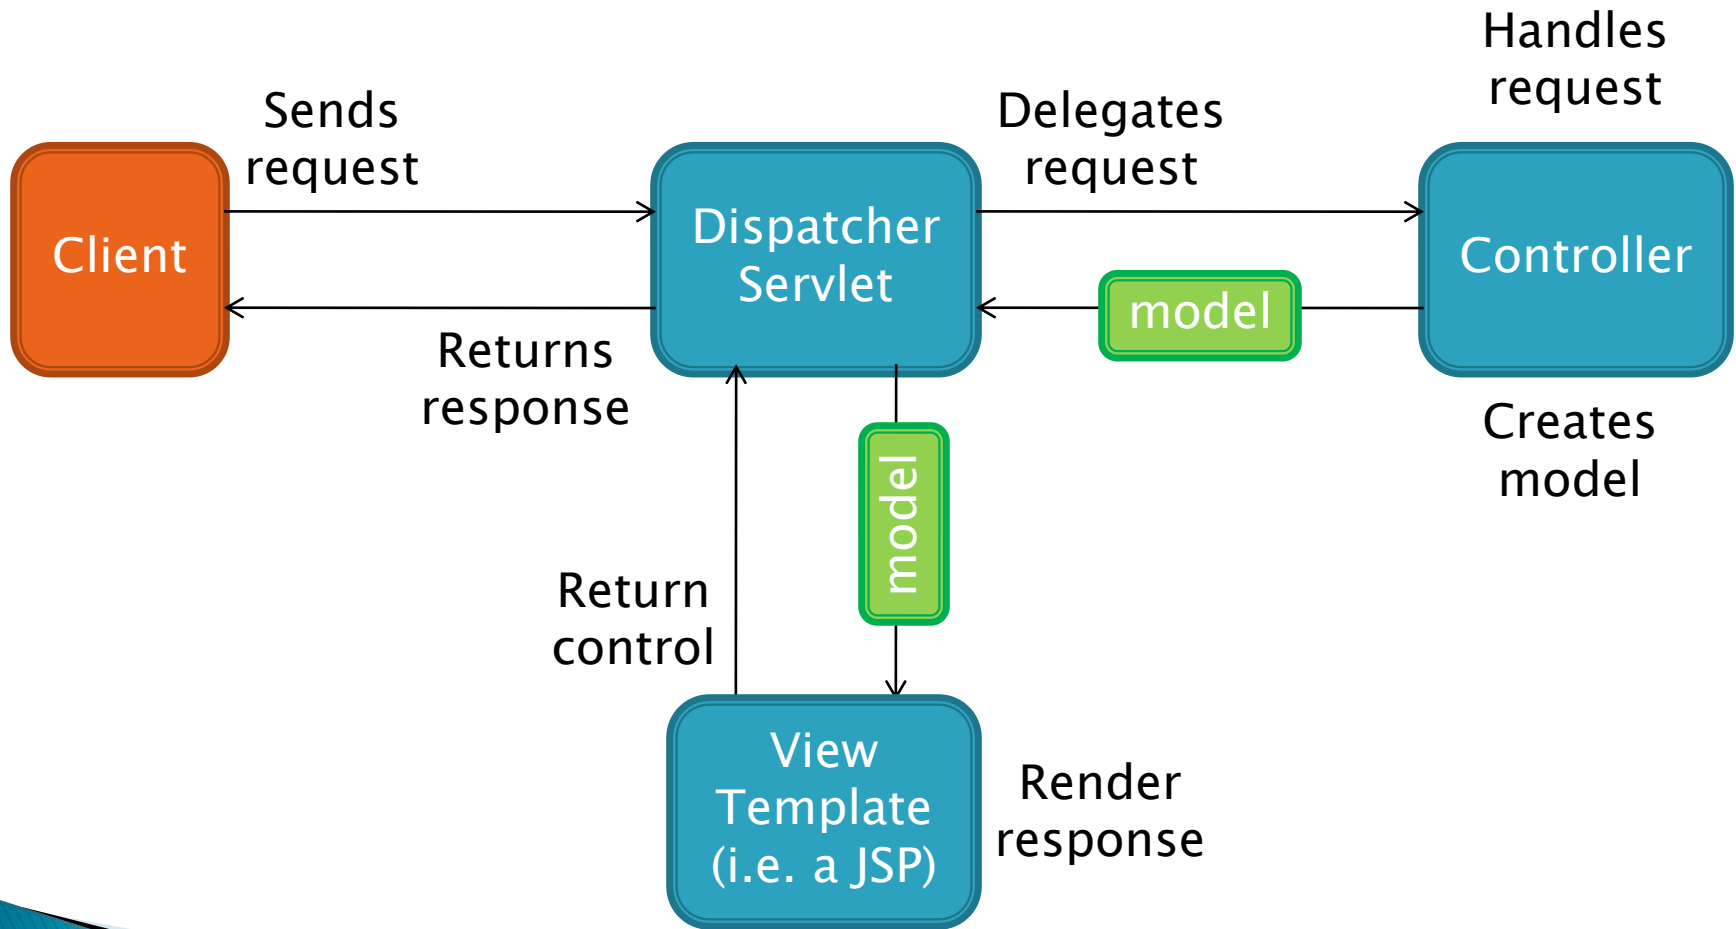 Handles
request
Sends
request
Delegates
request
Client
Dispatcher
Servlet
Controller
model
Returns
response
Creates
model
model
Return
control
View
Template
(i.e. a JSP)
Render
response